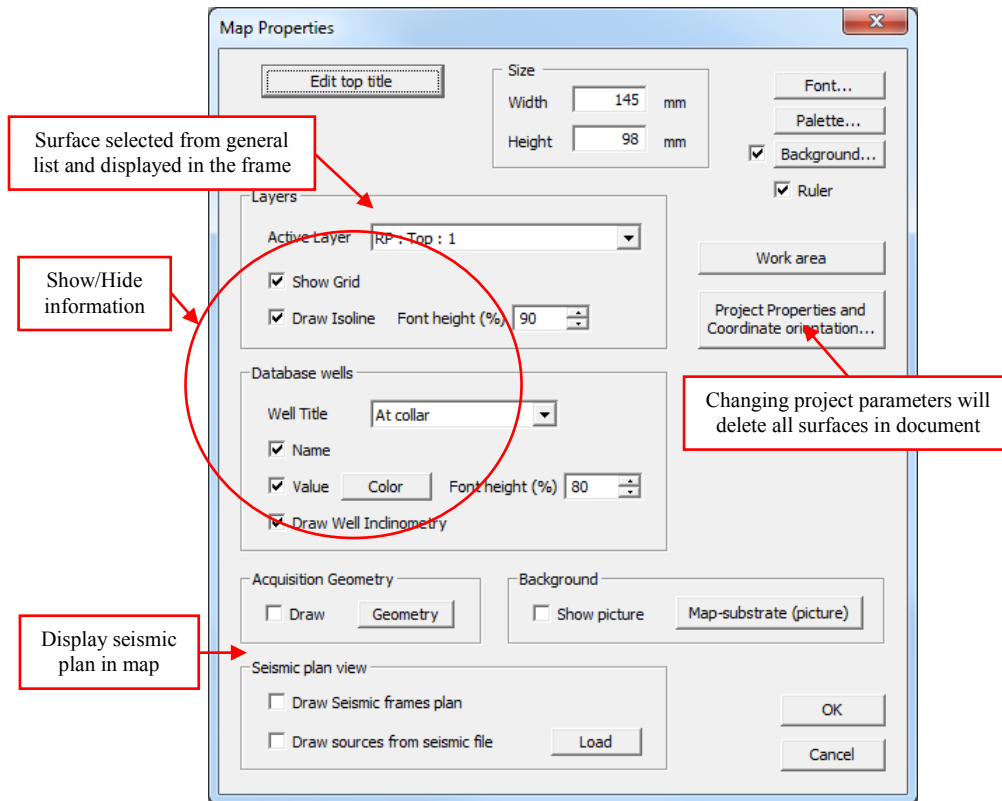 Map Properties
Edit top title
Size
Width 145 mm
Height 98 mm
Font...
Palette...
Background...
Ruler
Surface selected from general
list and displayed in the frame
Layers
Active Layer RP : Top : 1
Show Grid
Draw Isoline Font height (%) 90
Show/Hide
information
Work area
Project Properties and
Coordinate orientation...
Changing project parameters will
delete all surfaces in document
Database wells
Well Title At collar
Name
Value Color Font height (%) 80
Draw Well Inclinometry
Acquisition Geometry
Draw Geometry
Background
Show picture Map-substrate (picture)
Display seismic
plan in map
Seismic plan view
Draw Seismic frames plan
Draw sources from seismic file Load
OK
Cancel